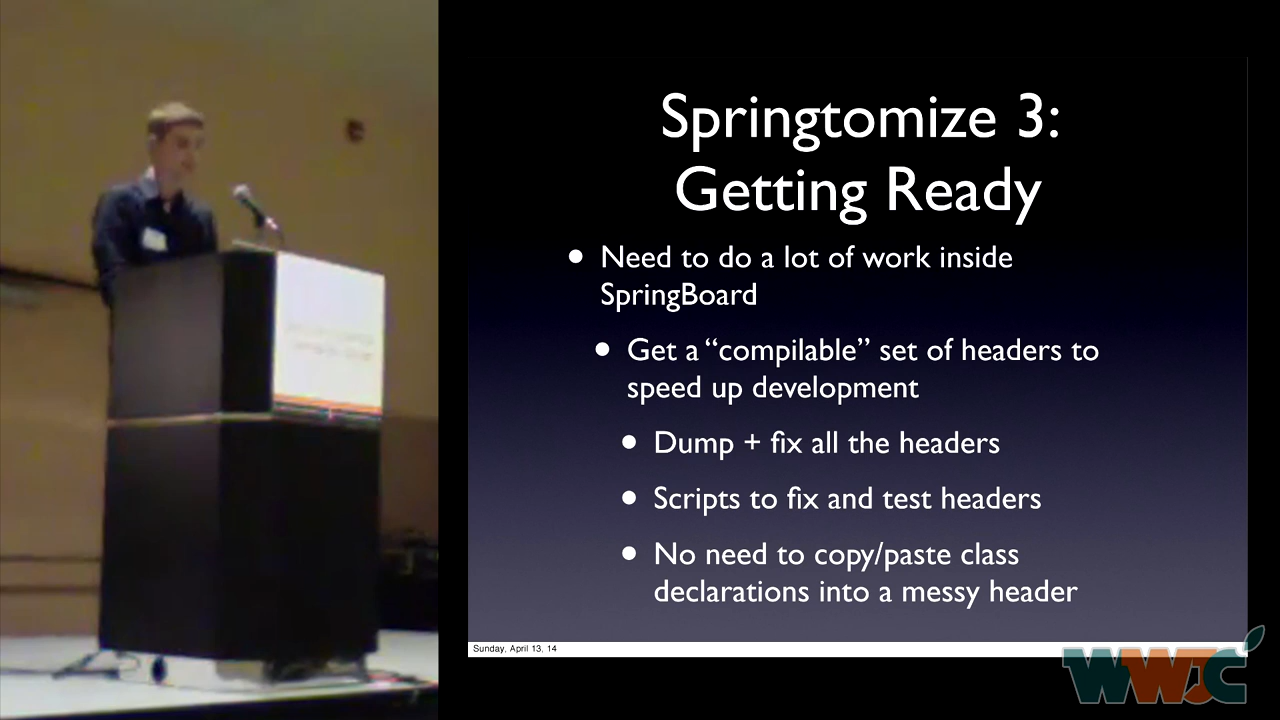 Springtomize 3:
Getting Ready
• Need to do a lot of work inside
SpringBoard
• Get a “compilable” set of headers to
speed up development
• Dump + fix all the headers
• Scripts to fix and test headers
• No need to copy/paste class
declarations into a messy header
Sunday, April 13, 14
WWJC